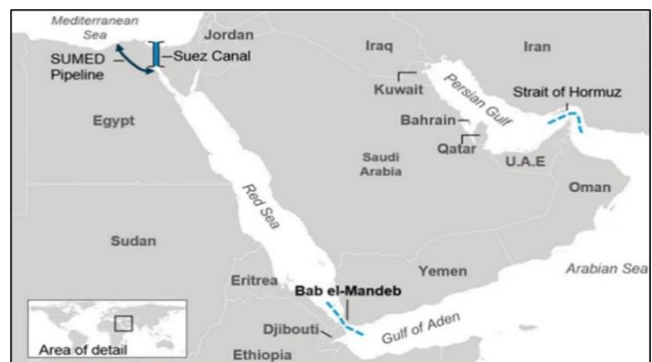 Mediterranean
Sea
SUMED
Pipeline
Suez Canal
Jordan
Iraq
Iran
Kuwait
Persian Gulf
Strait of Hormuz
Bahrain
Qatar
Egypt
Saudi
Arabia
U.A.E
Oman
Red Sea
Sudan
Eritrea
Yemen
Arabian Sea
Bab el-Mandeb
Djibouti
Gulf of Aden
Ethiopia
Area of detail